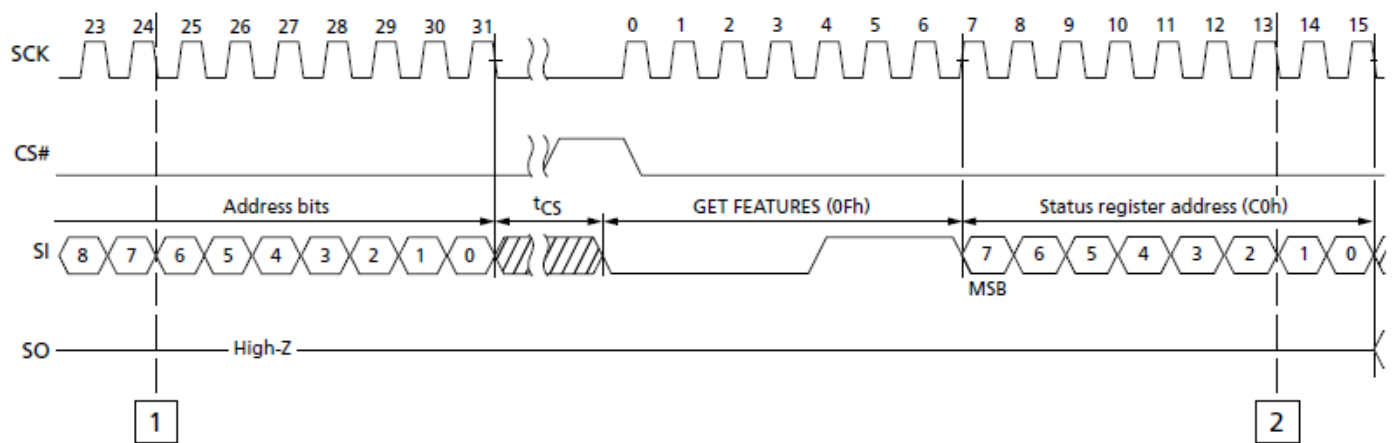 23 24 25 26 27 28 29 30 31 0 1 2 3 4 5 6 7 8 9 10 11 12 13 14 15
SCK
CS#
Address bits tCS GET FEATURES (0Fh) Status register address (C0h)
SI 8 7 6 5 4 3 2 1 0 7 6 5 4 3 2 1 0
MSB
SO High-Z
1 2